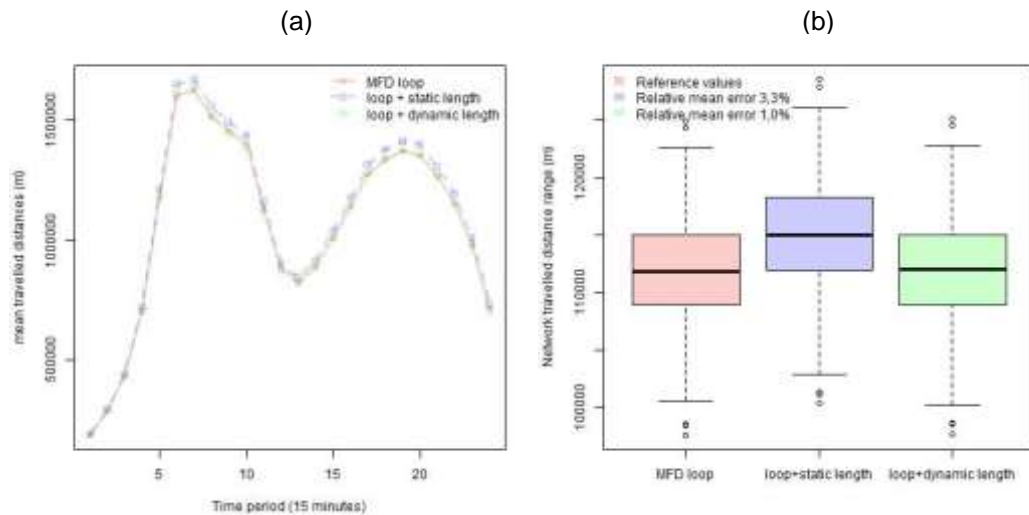 (a)
(b)
mean travelled distances (m)
1500000
1000000
500000
MFD loop
loop + static length
loop + dynamic length
5
10
15
20
Time period (15 minutes)
Network travelled distance range (m)
120000
110000
100000
Reference values
Relative mean error 3,3%
Relative mean error 1,0%
MFD loop
loop+static length
loop+dynamic length